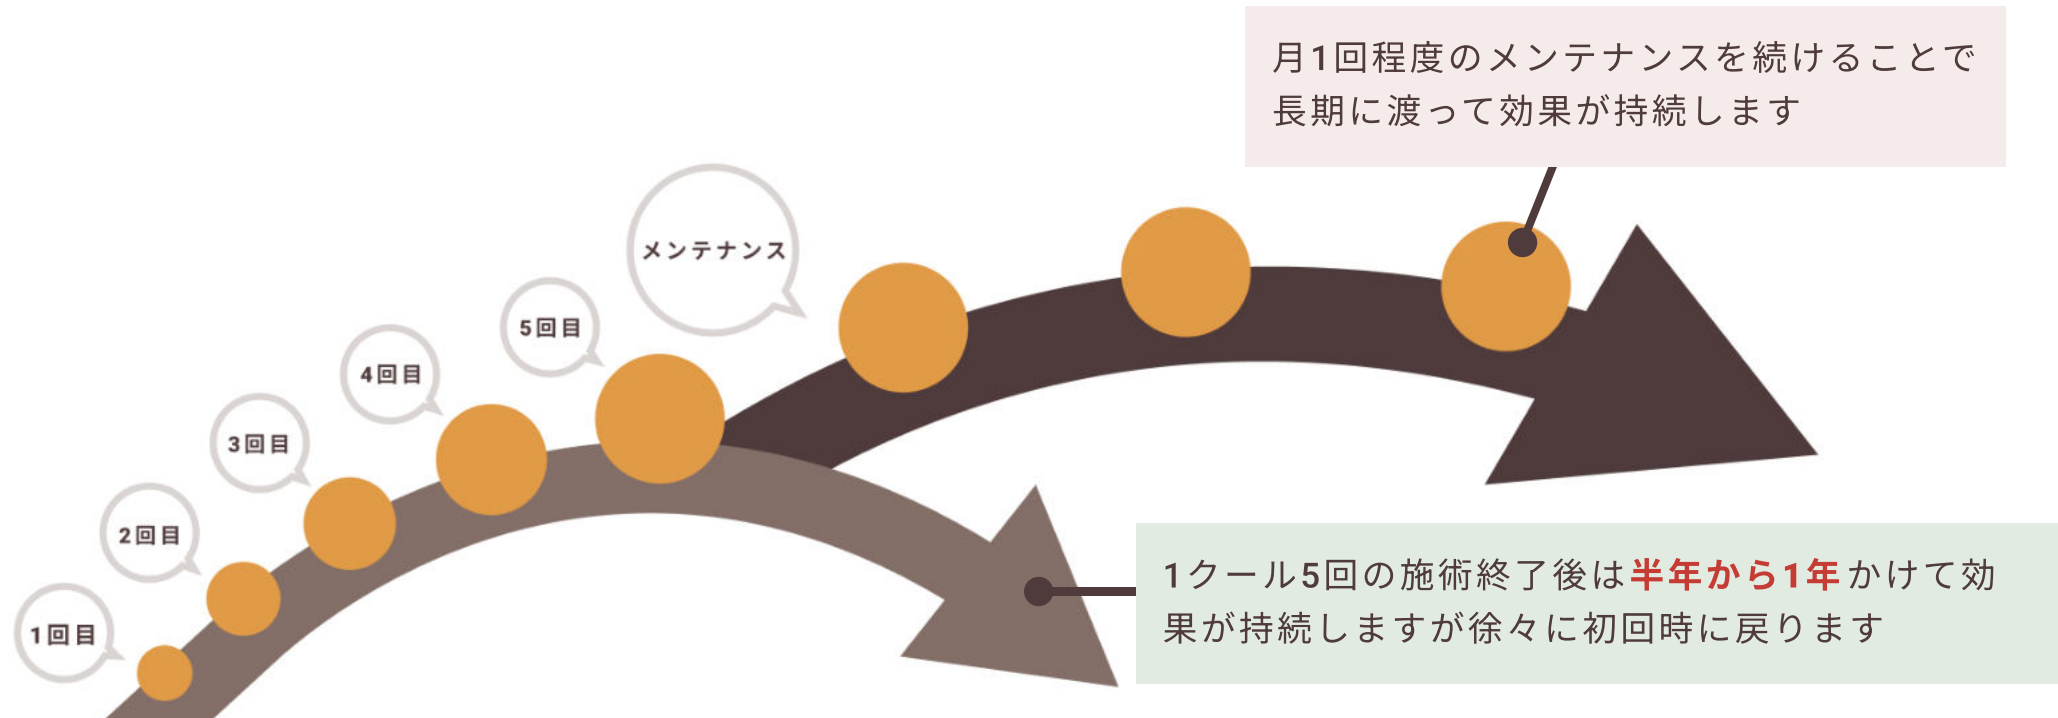 月1回程度のメンテナンスを続けることで
長期に渡って効果が持続します
メンテナンス
5回目
4回目
3回目
2回目
1回目
1クール5回の施術終了後は半年から1年かけて効
果が持続しますが徐々に初回時に戻ります